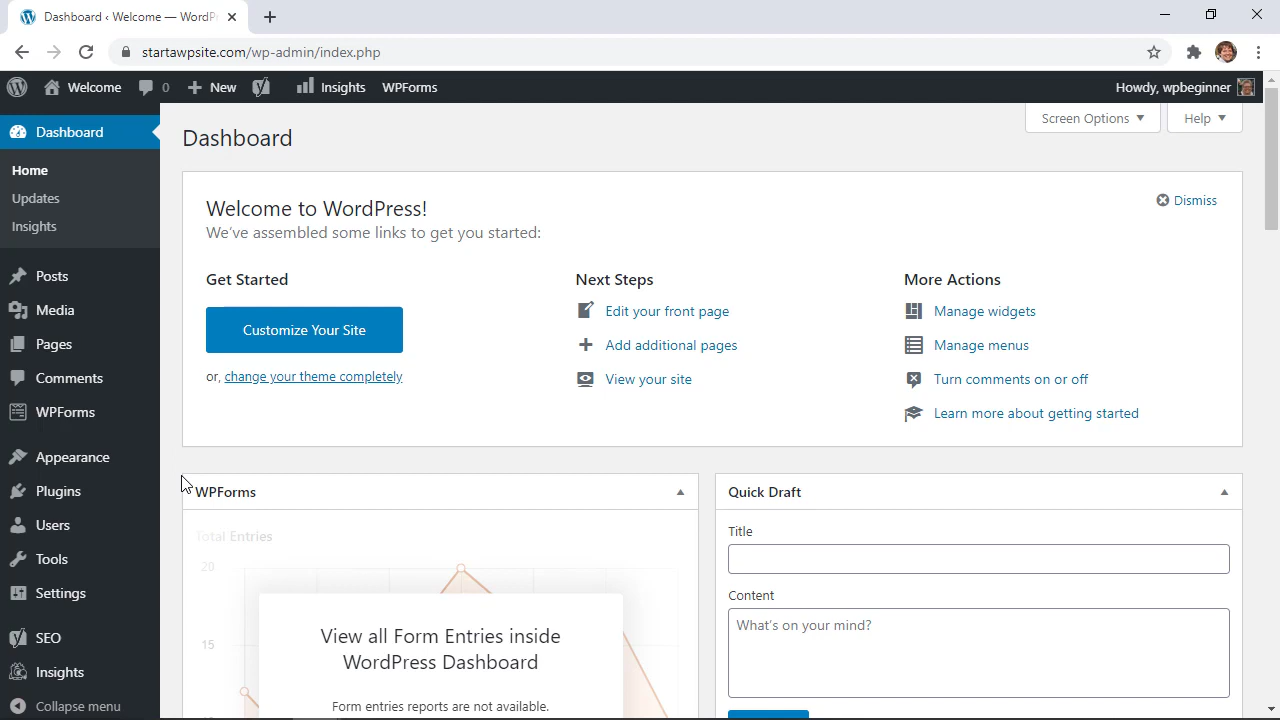 Dashboard ‹ Welcome — WordP
startawpsite.com/wp-admin/index.php
Welcome 0 New Insights WPForms Howdy, wpbeginner
Dashboard
Home
Updates
Insights
Posts
Media
Pages
Comments
WPForms
Appearance
Plugins
Users
Tools
Settings
SEO
Insights
Collapse menu
Screen Options Help
Dashboard
Welcome to WordPress!
We've assembled some links to get you started:
Dismiss
Get Started
Customize Your Site
or, change your theme completely
Next Steps
Edit your front page
Add additional pages
View your site
More Actions
Manage widgets
Manage menus
Turn comments on or off
Learn more about getting started
WPForms
Total Entries
20
15
View all Form Entries inside
WordPress Dashboard
Form entries reports are not available.
Quick Draft
Title
Content
What's on your mind?